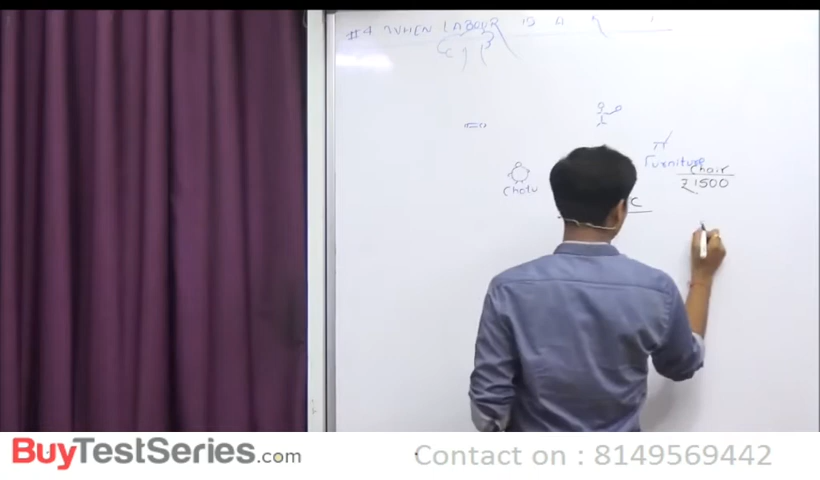 #4 WHEN LABOUR IS A
Furniture
Chair
1500
Chotu
C
BuyTestSeries.com
Contact on : 8149569442